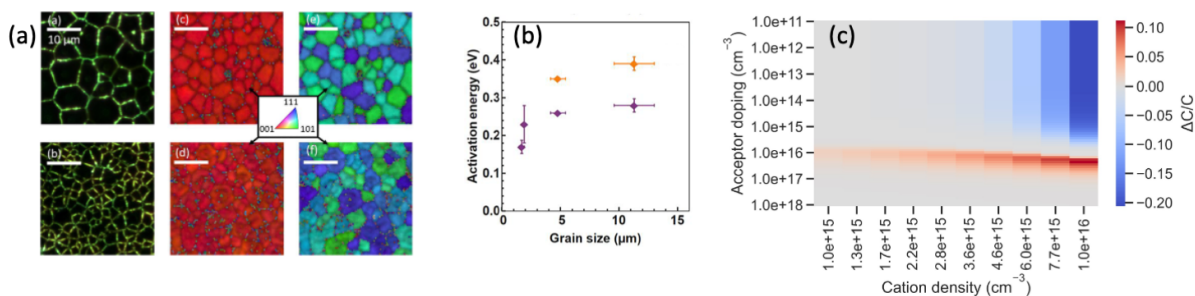 (a)
(a)
10 μm
(c)
(e)
111
001
101
(b)
(d)
(f)
(b)
Activation energy (eV)
0.5
0.4
0.3
0.2
0.1
0.0
0
5
10
15
Grain size (μm)
(c)
Acceptor doping (cm⁻³)
1.0e+11
1.0e+12
1.0e+13
1.0e+14
1.0e+15
1.0e+16
1.0e+17
1.0e+18
1.0e+15
1.3e+15
1.7e+15
2.2e+15
2.8e+15
3.6e+15
4.6e+15
6.0e+15
7.7e+15
1.0e+16
Cation density (cm⁻³)
0.10
0.05
0.00
−0.05
−0.10
−0.15
−0.20
ΔC/C